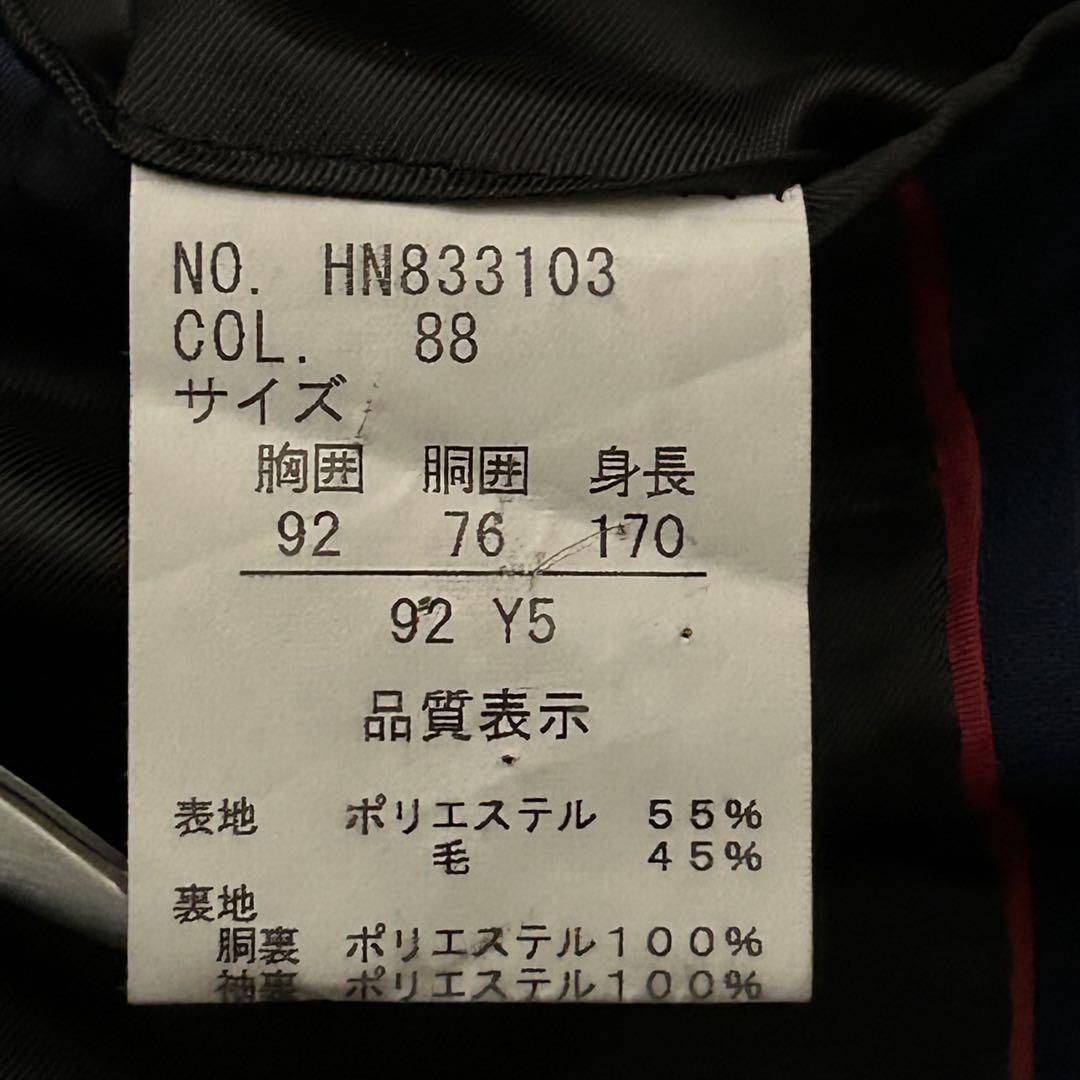 NO. HN833103
COL. 88
サイズ
胸囲 胴囲 身長
92 76 170
92 Y5
品質表示
表地 ポリエステル 55%
毛 45%
裏地
胴裏 ポリエステル100%
袖裏 ポリエステル100%